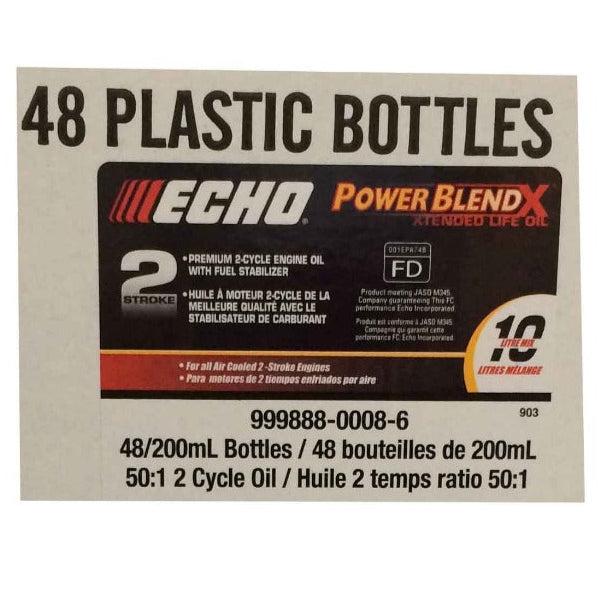 48 PLASTIC BOTTLES
ECHO®
POWERBLENDX
XTENDED LIFE OIL
2
STROKE
• PREMIUM 2-CYCLE ENGINE OIL
WITH FUEL STABILIZER
• HUILE À MOTEUR 2-CYCLE DE LA
MEILLEURE QUALITÉ AVEC LE
STABILISATEUR DE CARBURANT
001EPA748
FD
Product meeting JASO M345
Company guaranteeing This FC
performance Echo Incorporated
Produit est conforme à JASO M345
Compagnie qui garantit cette
performance FC: Echo Incorporated
10
LITRE MIX
LITRES MÉLANGE
• For all Air Cooled 2-Stroke Engines
• Para motores de 2 tiempos enfriados por aire
903
999888-0008-6
48/200mL Bottles / 48 bouteilles de 200mL
50:1 2 Cycle Oil / Huile 2 temps ratio 50:1